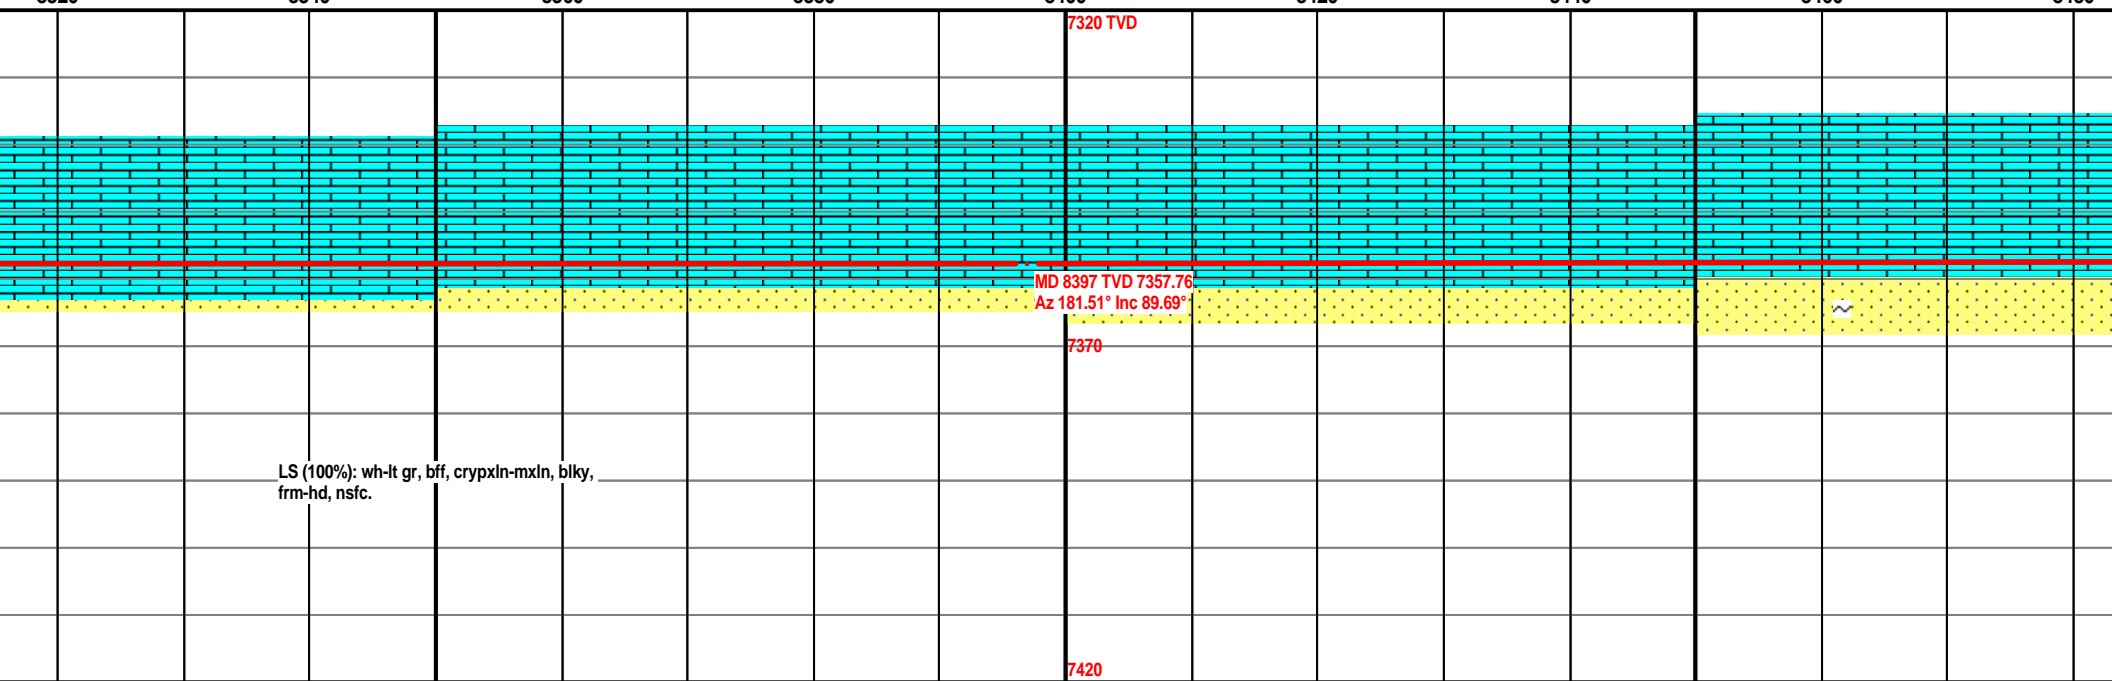 7320 TVD
MD 8397 TVD 7357.76
Az 181.51° Inc 89.69°
7370
LS (100%): wh-lt gr, bff, crypxln-mxln, blky,
frm-hd, nsfc.
7420